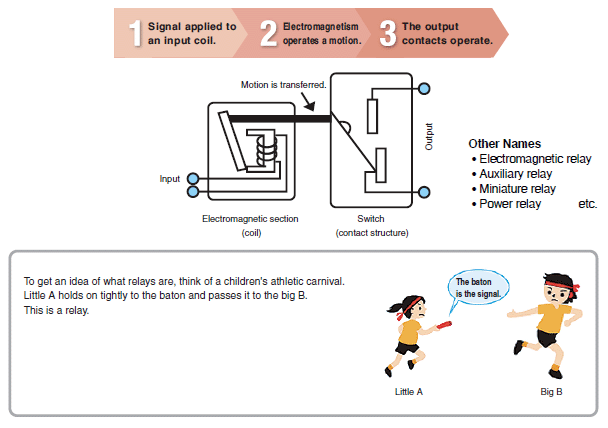 1 Signal applied to
an input coil.
2 Electromagnetism
operates a motion.
3 The output
contacts operate.
Motion is transferred.
Output
Input
Electromagnetic section
(coil)
Switch
(contact structure)
Other Names
• Electromagnetic relay
• Auxiliary relay
• Miniature relay
• Power relay etc.
To get an idea of what relays are, think of a children's athletic carnival.
Little A holds on tightly to the baton and passes it to the big B.
This is a relay.
The baton
is the signal.
Little A
Big B